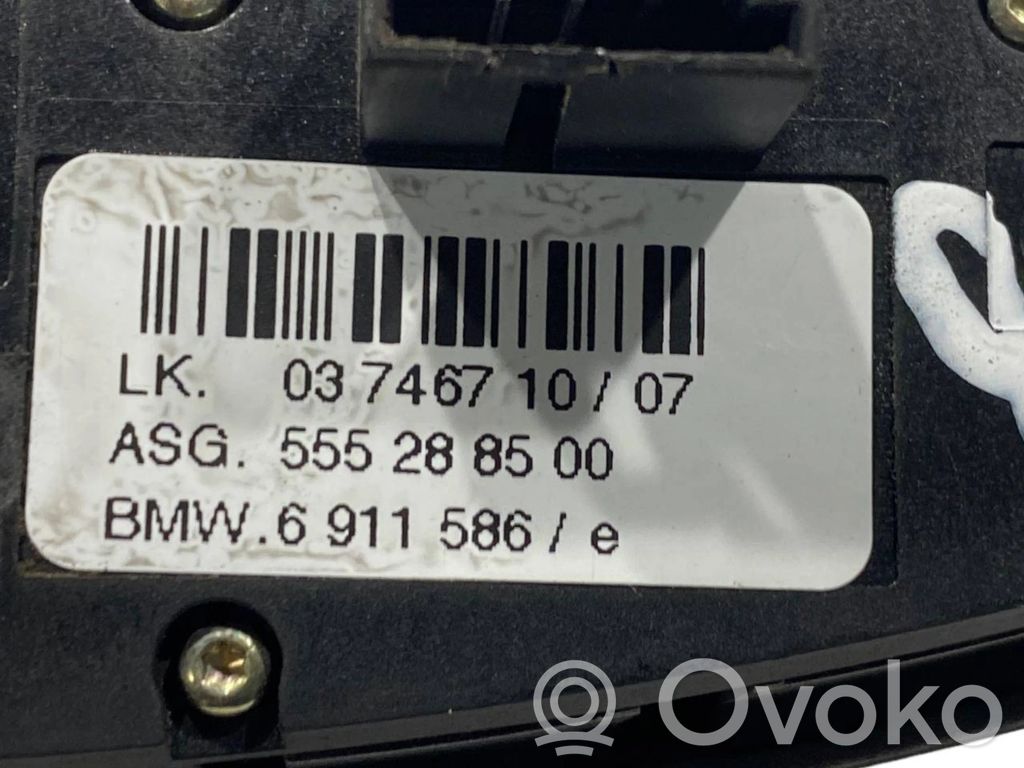 LK. 03 7467 10 / 07
ASG. 555 28 85 00
BMW. 6 911 586 / e
Ovoko